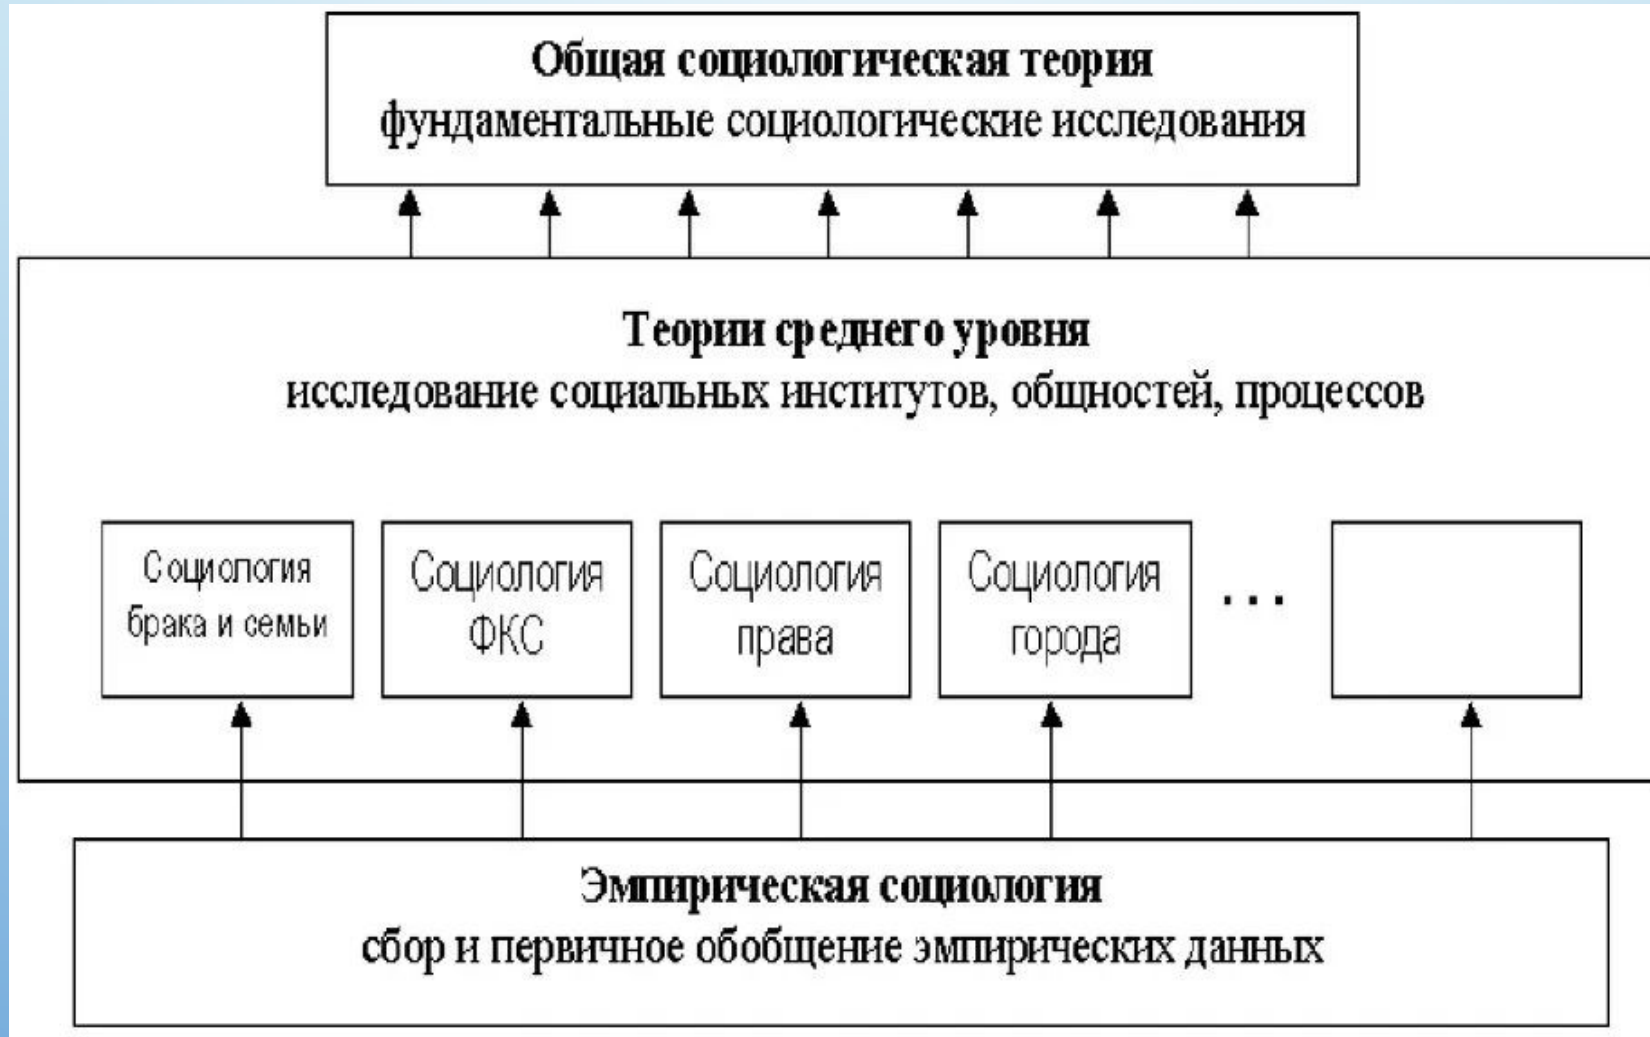 Общая социологическая теория
фундаментальные социологические исследования
Теории среднего уровня
исследование социальных институтов, общностей, процессов
Социология
брака и семьи
Социология
ФКС
Социология
права
Социология
города
...
Эмпирическая социология
сбор и первичное обобщение эмпирических данных